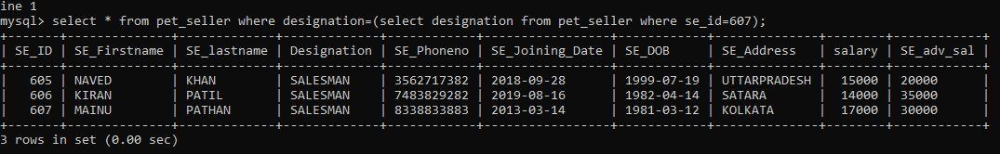 ine 1
mysql> select * from pet_seller where designation=(select designation from pet_seller where se_id=607);
+-------+--------------+-------------+-------------+------------+-----------------+------------+--------------+--------+------------+
| SE_ID | SE_Firstname | SE_lastname | Designation | SE_Phoneno | SE_Joining_Date | SE_DOB     | SE_Address   | salary | SE_adv_sal |
+-------+--------------+-------------+-------------+------------+-----------------+------------+--------------+--------+------------+
|   605 | NAVED        | KHAN        | SALESMAN    | 3562717382 | 2018-09-28      | 1999-07-19 | UTTARPRADESH |  15000 | 20000      |
|   606 | KIRAN        | PATIL       | SALESMAN    | 7483829282 | 2019-08-16      | 1982-04-14 | SATARA       |  14000 | 35000      |
|   607 | MAINU        | PATHAN      | SALESMAN    | 8338833883 | 2013-03-14      | 1981-03-12 | KOLKATA      |  17000 | 30000      |
+-------+--------------+-------------+-------------+------------+-----------------+------------+--------------+--------+------------+
3 rows in set (0.00 sec)